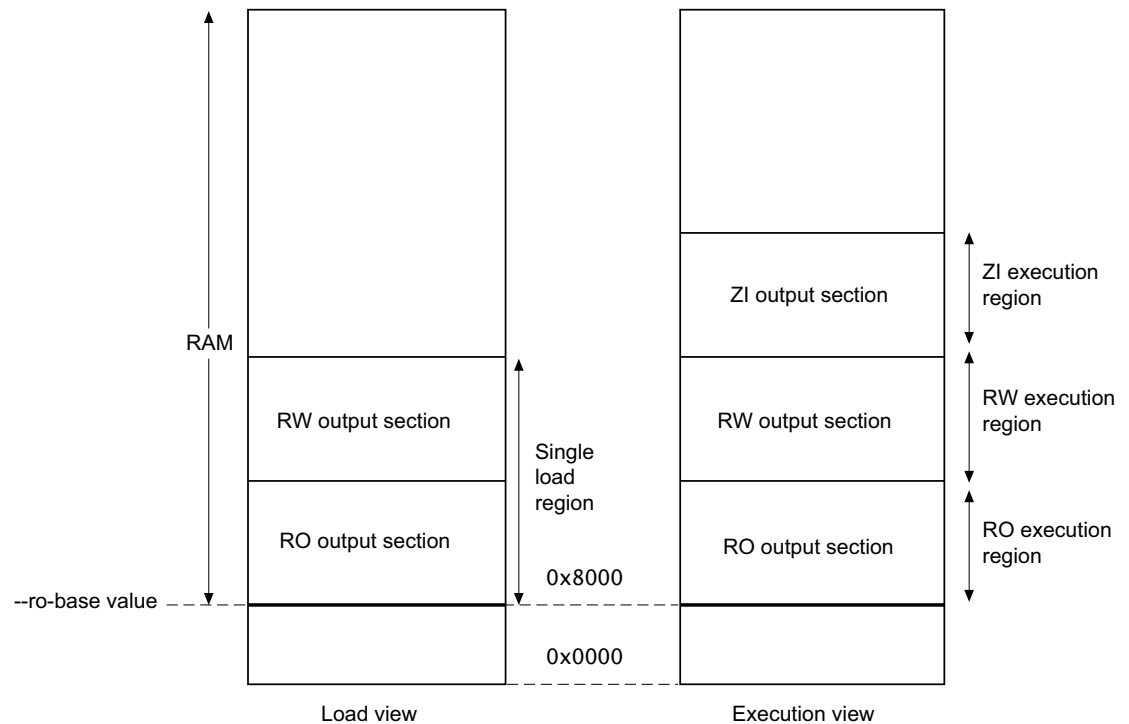 ZI output section
ZI execution
region
RAM
RW output section
Single
load
region
RW output section
RW execution
region
RO output section
RO output section
RO execution
region
0x8000
--ro-base value
0x0000
Load view
Execution view